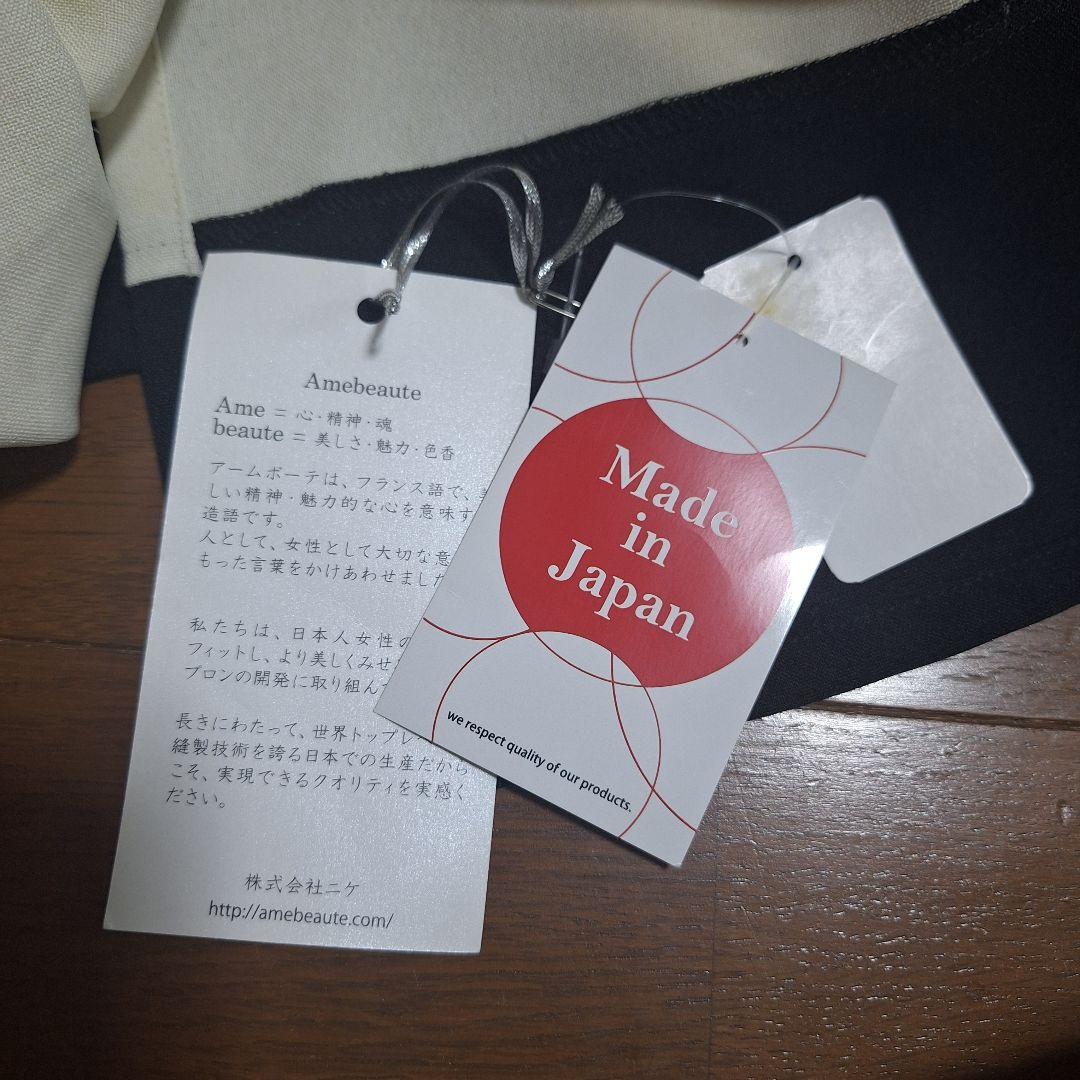 Amebeaute
Ame = 心・精神・魂
beaute = 美しさ・魅力・色香
アームボーテは、フランス語で、
しい精神・魅力的な心を意味す
造語です。
人として、女性として大切な意
もった言葉をかけあわせました
私たちは、日本人女性の
フィットし、より美しくみせ
プロンの開発に取り組んで
長きにわたって、世界トップレ
縫製技術を誇る日本での生産だから
こそ、実現できるクオリティを実感く
ださい。
株式会社ニケ
http://amebeaute.com/
Made
in
Japan
we respect quality of our products.